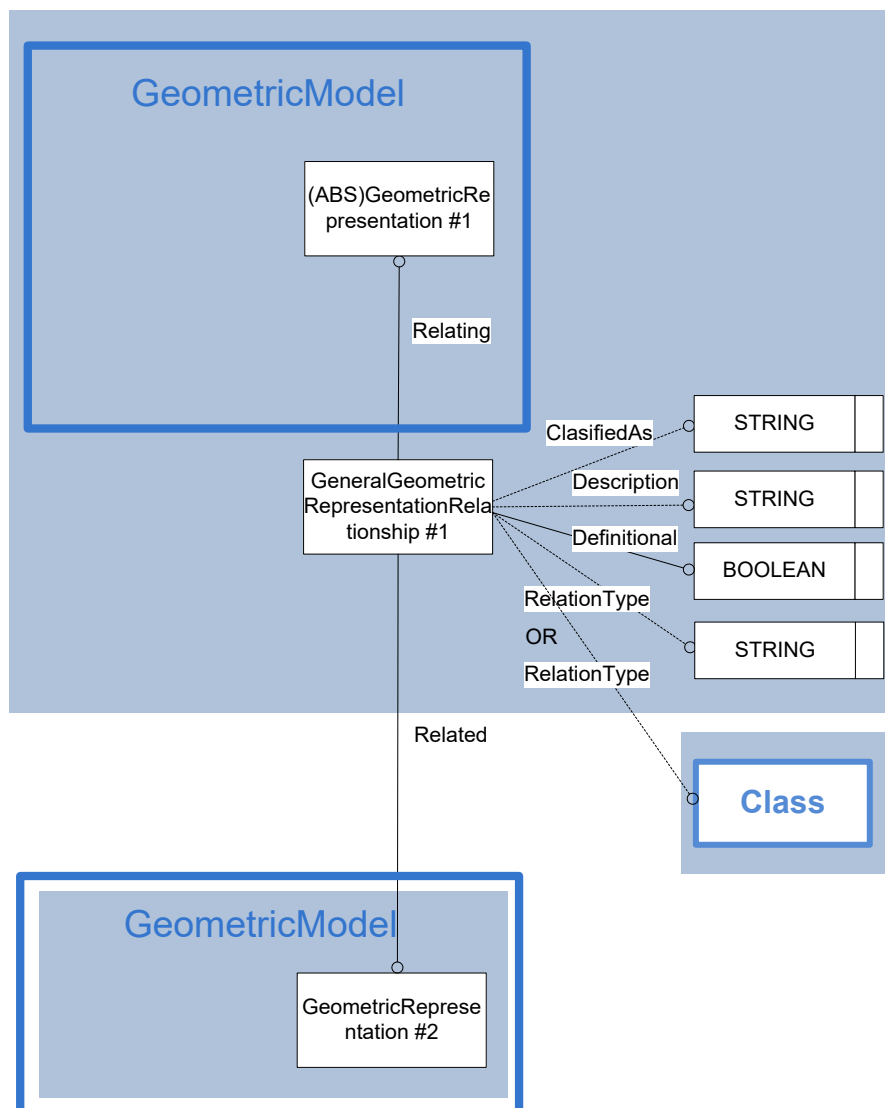 GeometricModel
(ABS)GeometricRe
presentation #1
Relating
ClasifiedAs
STRING
GeneralGeometric
RepresentationRela
tionship #1
Description
STRING
Definitional
BOOLEAN
RelationType
OR
STRING
RelationType
Related
Class
GeometricModel
GeometricReprese
ntation #2